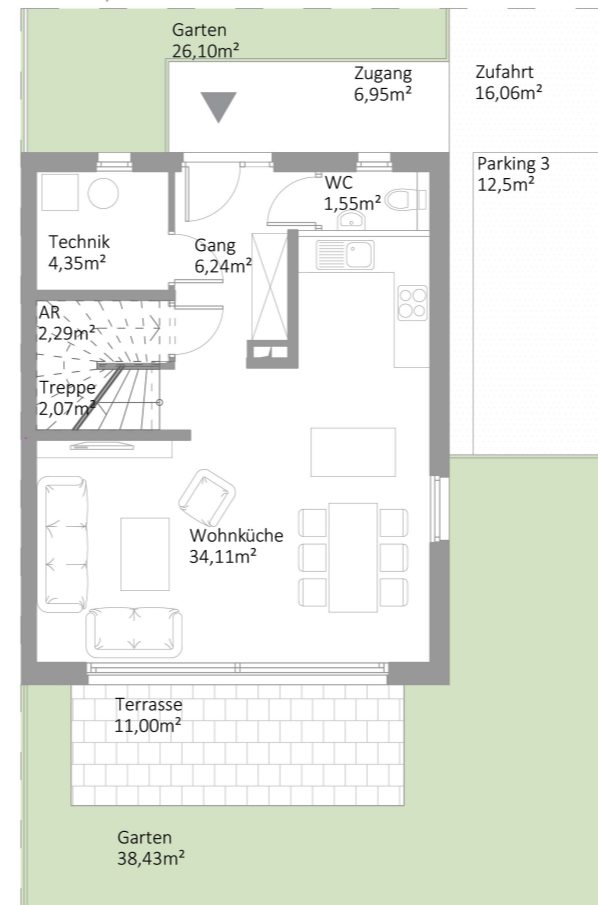 Garten
26,10m²
Zugang
6,95m²
Zufahrt
16,06m²
Parking 3
12,5m²
WC
1,55m²
Technik
4,35m²
Gang
6,24m²
AR
2,29m²
Treppe
2,07m²
Wohnküche
34,11m²
Terrasse
11,00m²
Garten
38,43m²